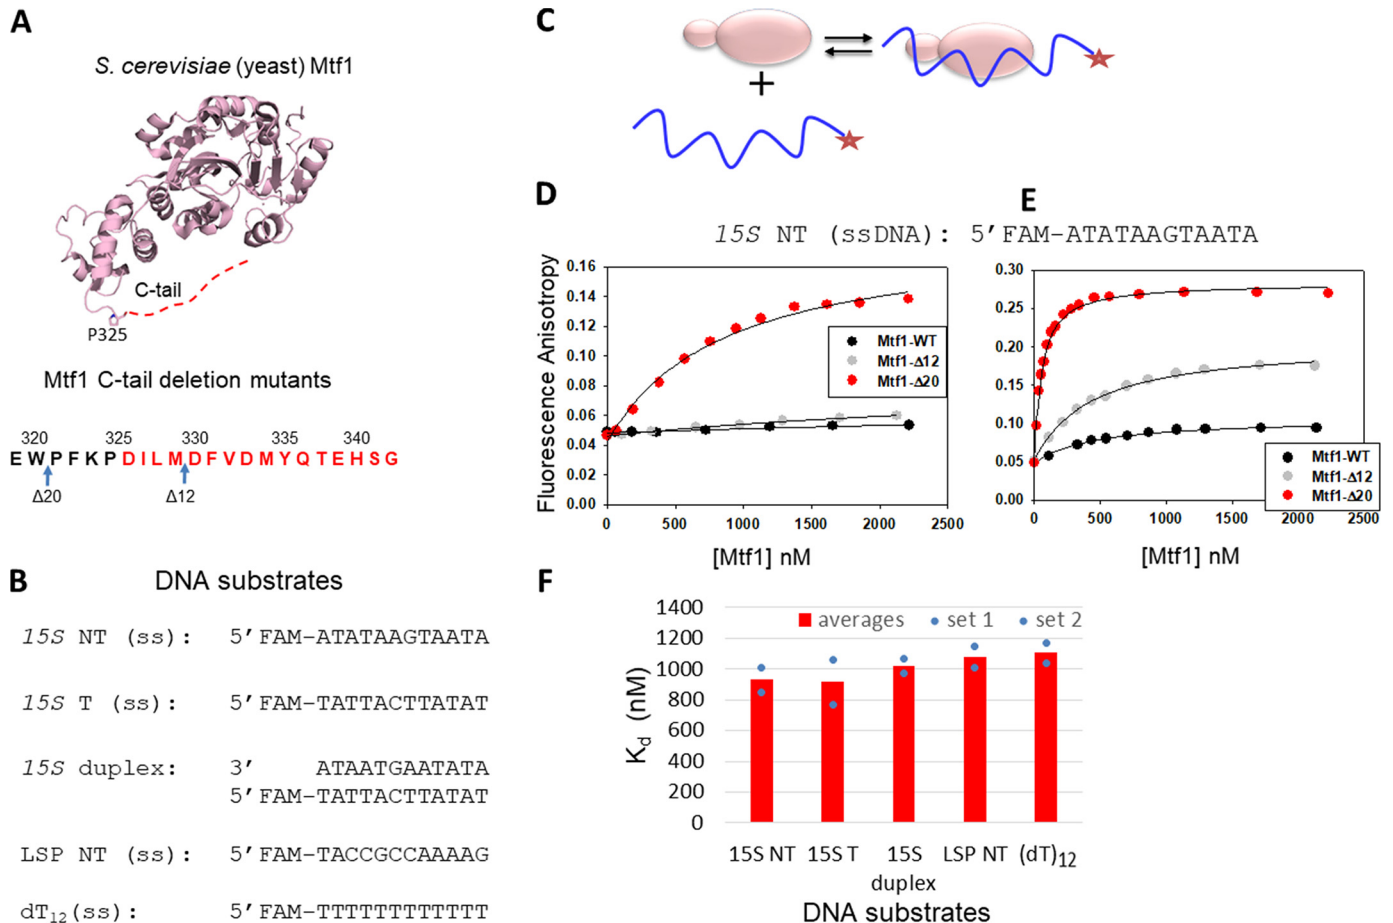 A
S. cerevisiae (yeast) Mtf1
C-tail
P325
Mtf1 C-tail deletion mutants
320 325 330 335 340
EWPFKPDILMDFVDMYQTEHSG
Δ20 Δ12
B
DNA substrates
15S NT (ss): 5’FAM-ATATAAGTAATA
15S T (ss): 5’FAM-TATTACTTATAT
15S duplex: 3’ ATAATGAATATA
5’FAM-TATTACTTATAT
LSP NT (ss): 5’FAM-TACCGCCAAAAG
dT12(ss): 5’FAM-TTTTTTTTTTTT
C
+
D
E
15S NT (ssDNA): 5’FAM-ATATAAGTAATA
Fluorescence Anisotropy
0.16
0.14
0.12
0.10
0.08
0.06
0.04
0.02
0.00
0 500 1000 1500 2000 2500
[Mtf1] nM
Mtf1-WT
Mtf1-Δ12
Mtf1-Δ20
0.30
0.25
0.20
0.15
0.10
0.05
0.00
0 500 1000 1500 2000 2500
[Mtf1] nM
Mtf1-WT
Mtf1-Δ12
Mtf1-Δ20
F
Kd (nM)
1400
1200
1000
800
600
400
200
0
averages set 1 set 2
15S NT 15S T 15S duplex LSP NT (dT)12
DNA substrates